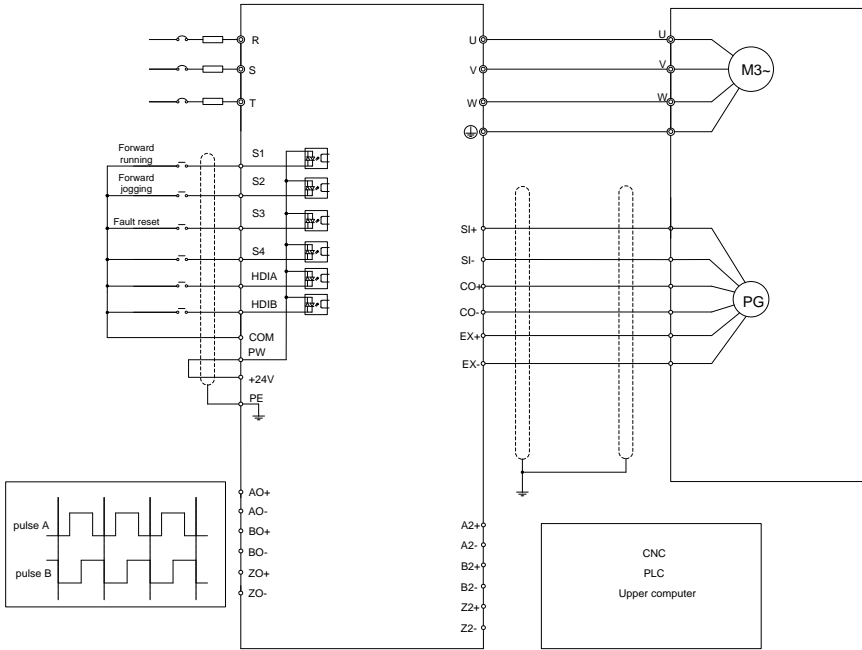 R
S
T
U
V
W
U
V
W
M3~
Forward
running
Forward
jogging
Fault reset
S1
S2
S3
S4
HDIA
HDIB
COM
PW
+24V
PE
SI+
SI-
CO+
CO-
EX+
EX-
PG
pulse A
pulse B
AO+
AO-
BO+
BO-
ZO+
ZO-
A2+
A2-
B2+
B2-
Z2+
Z2-
CNC
PLC
Upper computer